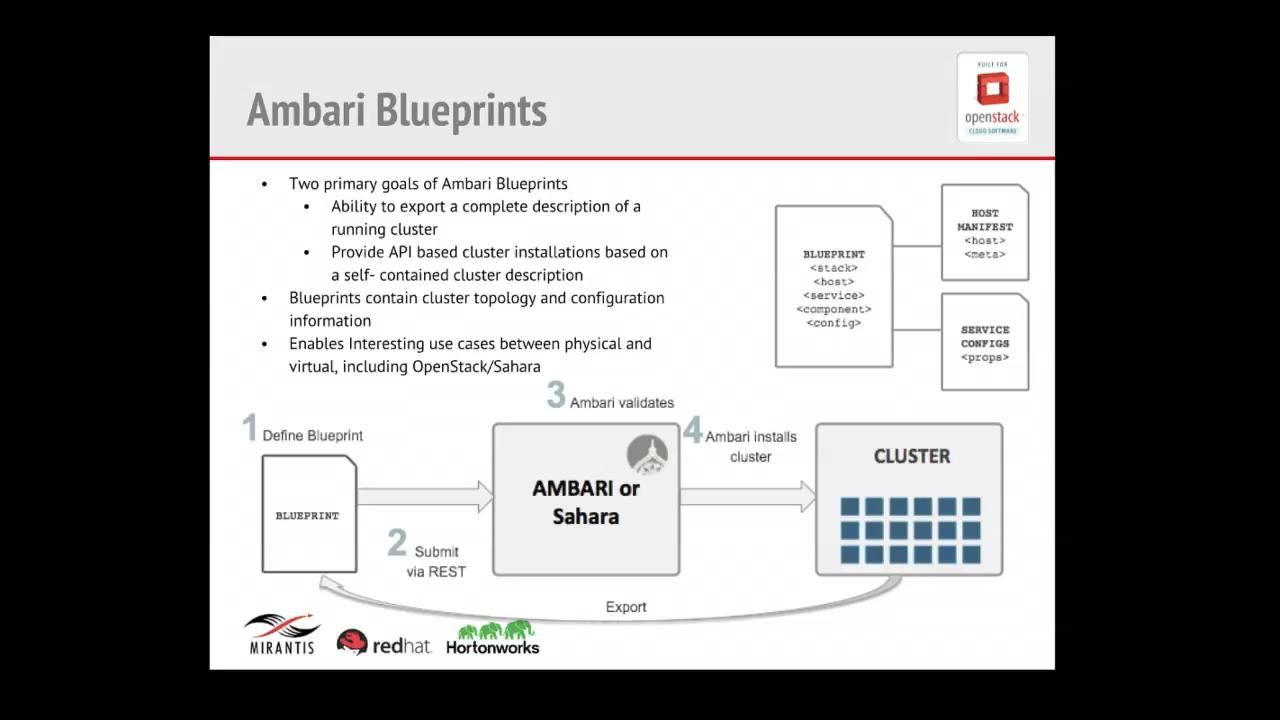 Ambari Blueprints
BUILT FOR
openstack
CLOUD SOFTWARE
• Two primary goals of Ambari Blueprints
• Ability to export a complete description of a
running cluster
• Provide API based cluster installations based on
a self- contained cluster description
• Blueprints contain cluster topology and configuration
information
• Enables Interesting use cases between physical and
virtual, including OpenStack/Sahara
BLUEPRINT
<stack>
<host>
<service>
<component>
<config>
HOST
MANIFEST
<host>
<meta>
SERVICE
CONFIGS
<props>
1 Define Blueprint
BLUEPRINT
2 Submit
via REST
3 Ambari validates
AMBARI or
Sahara
4 Ambari installs
cluster
CLUSTER
Export
MIRANTIS
redhat.
Hortonworks